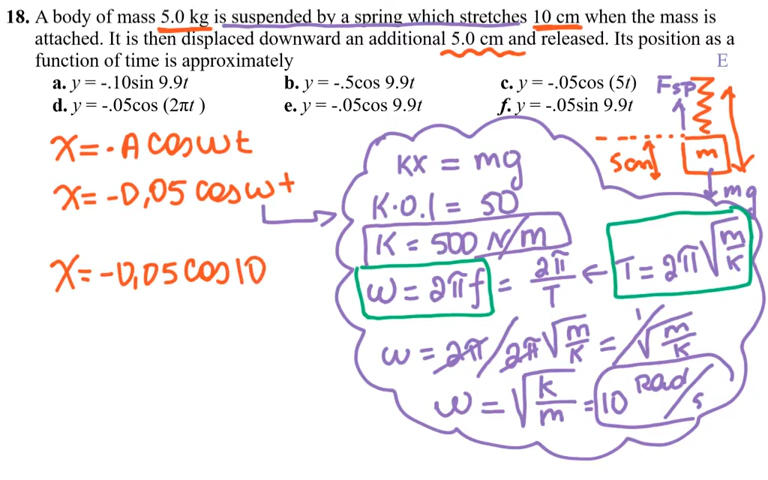 18. A body of mass 5.0 kg is suspended by a spring which stretches 10 cm when the mass is
attached. It is then displaced downward an additional 5.0 cm and released. Its position as a
function of time is approximately
E
a. y = -.10sin 9.9t b. y = -.5cos 9.9t c. y = -.05cos (5t)
d. y = -.05cos (2πt ) e. y = -.05cos 9.9t f. y = -.05sin 9.9t
Fsp
x = -A cos ωt
5cm
m
mg
x = -0,05 cos ωt
x = -0,05 cos 10
Kx = mg
K·0.1 = 50
K = 500 N/m
ω = 2πf = 2π/T ← T = 2π√m/K
ω = 2π/2π√m/K = 1/√m/K
ω = √k/m = 10 Rad/s